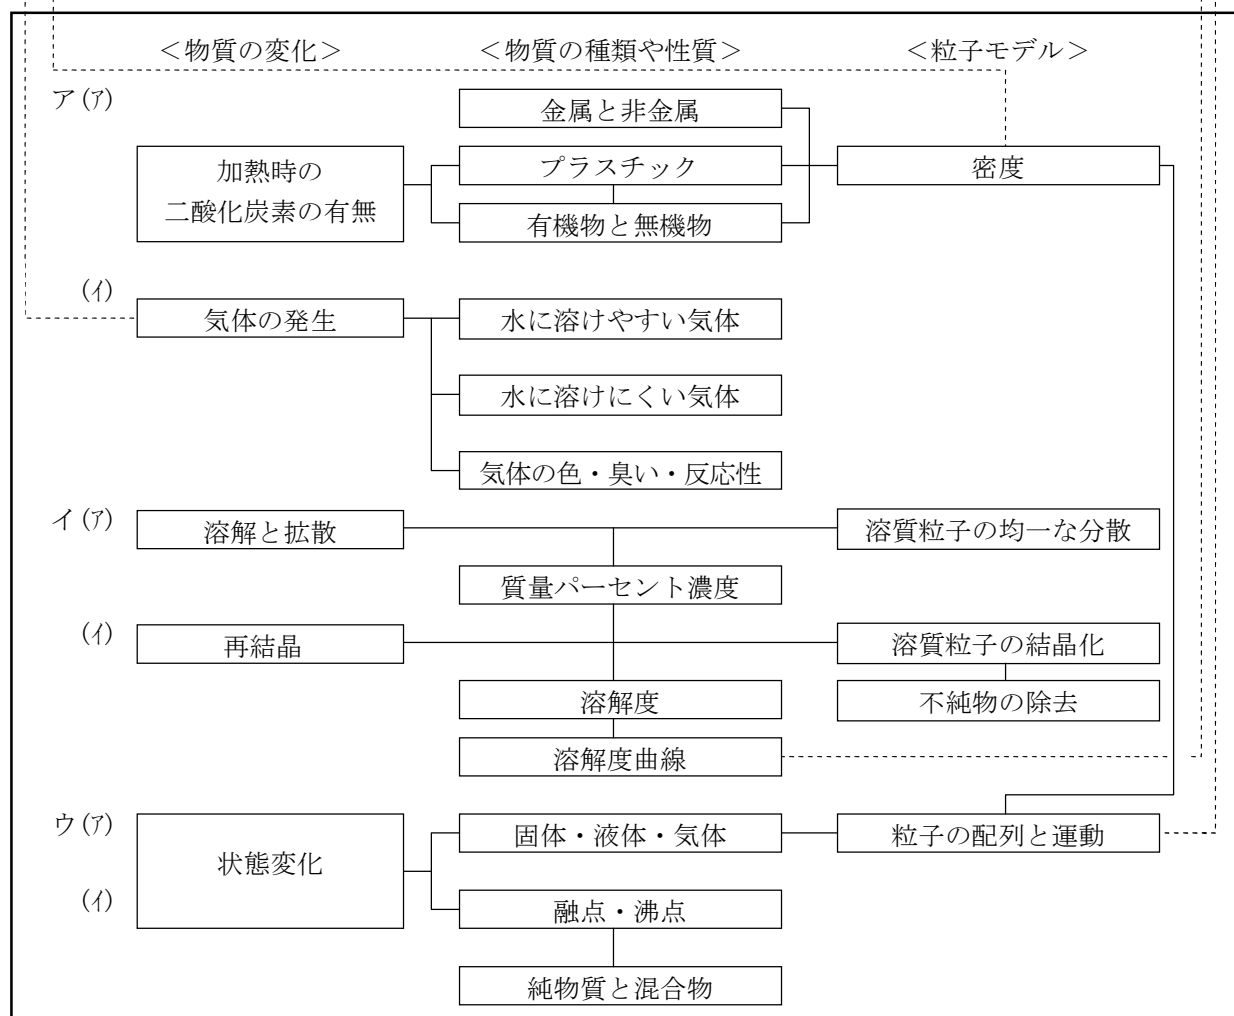 ＜物質の変化＞ ＜物質の種類や性質＞ ＜粒子モデル＞
ア(ｱ)
金属と非金属
加熱時の
二酸化炭素の有無
プラスチック
密度
有機物と無機物
(ｲ)
気体の発生
水に溶けやすい気体
水に溶けにくい気体
気体の色・臭い・反応性
イ(ｱ)
溶解と拡散
溶質粒子の均一な分散
質量パーセント濃度
(ｲ)
再結晶
溶質粒子の結晶化
溶解度
不純物の除去
溶解度曲線
ウ(ｱ)
状態変化
固体・液体・気体
粒子の配列と運動
(ｲ)
融点・沸点
純物質と混合物